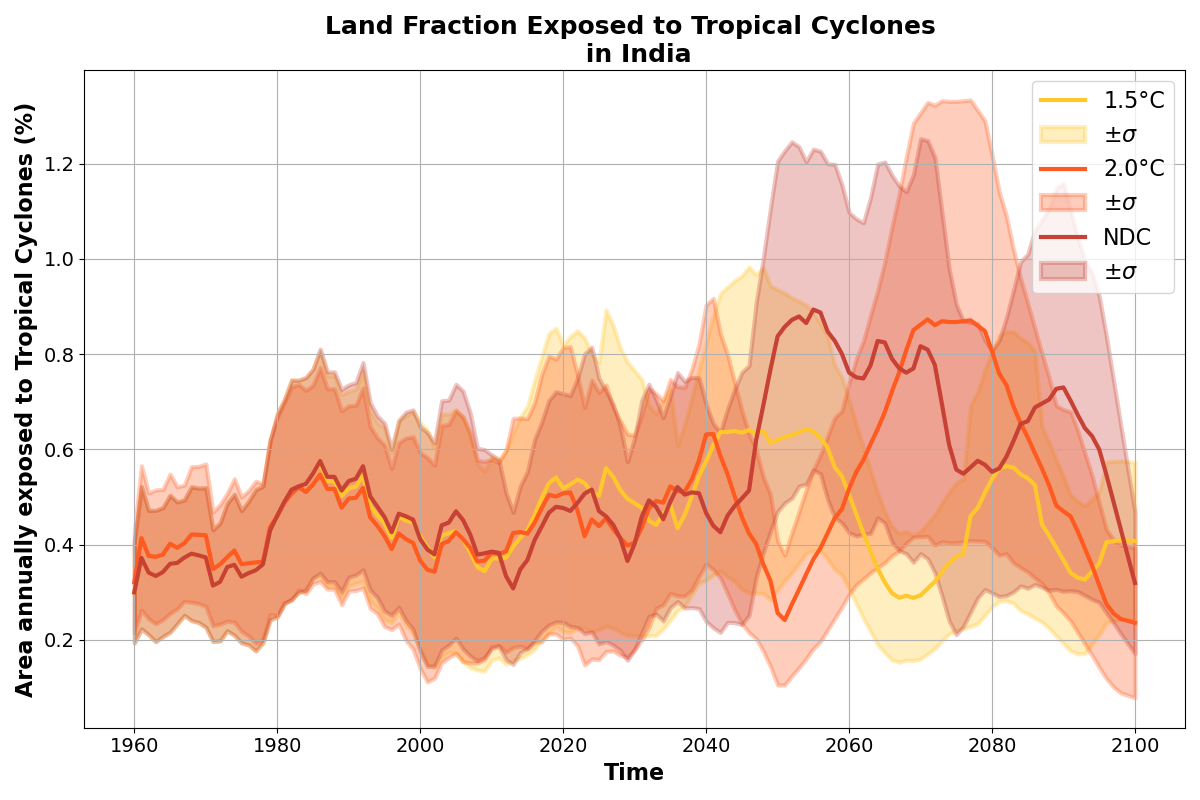 Land Fraction Exposed to Tropical Cyclones
in India
Area annually exposed to Tropical Cyclones (%)
1.2
1.0
0.8
0.6
0.4
0.2
1960 1980 2000 2020 2040 2060 2080 2100
Time
1.5°C
±σ
2.0°C
±σ
NDC
±σ